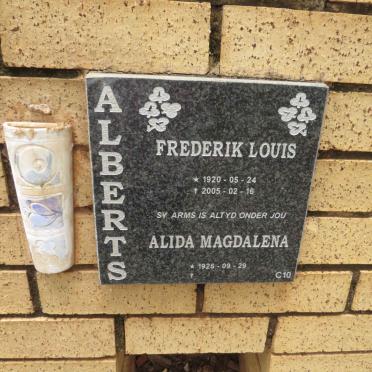 ALBERTS
FREDERIK LOUIS
★ 1920 - 05 - 24
† 2005 - 02 - 16
SY ARMS IS ALTYD ONDER JOU
ALIDA MAGDALENA
★ 1926 - 09 - 29
†
C10